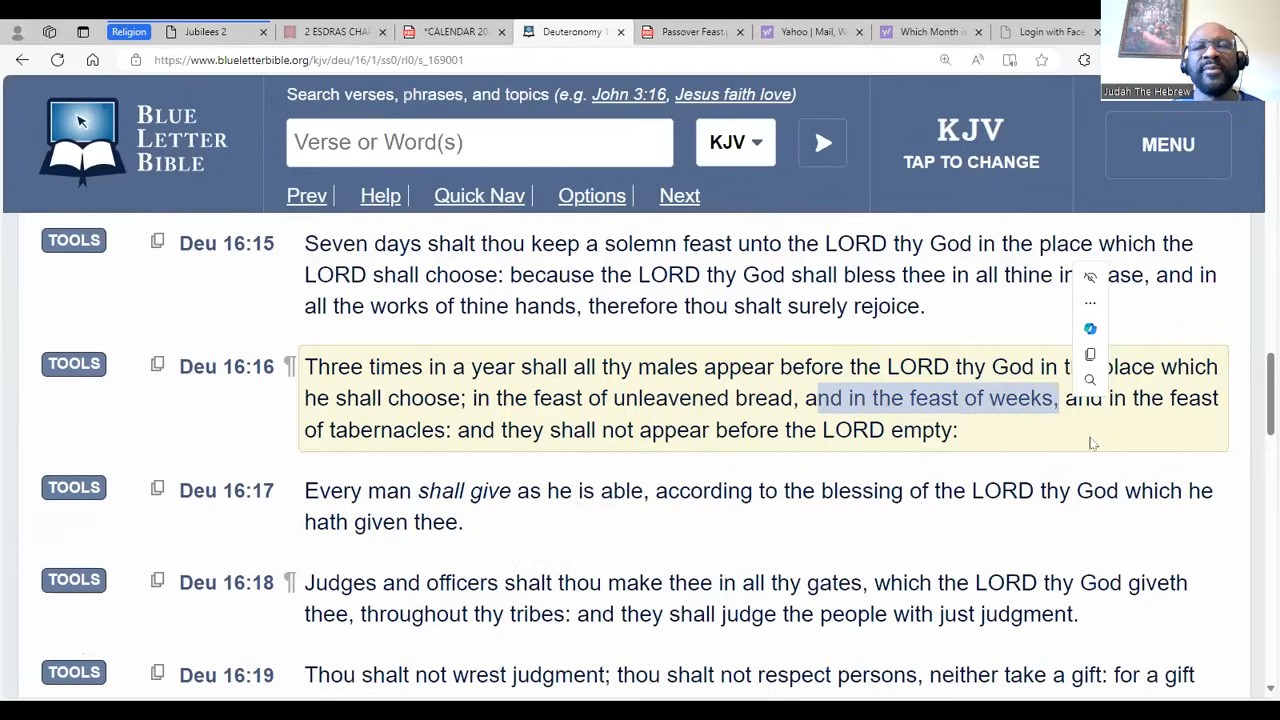 Religion
Jubilees 2
2 ESDRAS CHA
*CALENDAR 20
Deuteronomy 1
Passover Feast.p
Yahoo | Mail, W
Which Month is
Login with Face
https://www.blueletterbible.org/kjv/deu/16/1/ss0/rl0/s_169001
Judah The Hebrew
BLUE
LETTER
BIBLE
Search verses, phrases, and topics (e.g. John 3:16, Jesus faith love)
Verse or Word(s)
KJV
KJV
TAP TO CHANGE
MENU
Prev
Help
Quick Nav
Options
Next
TOOLS
Deu 16:15
Seven days shalt thou keep a solemn feast unto the LORD thy God in the place which the
LORD shall choose: because the LORD thy God shall bless thee in all thine in ase, and in
all the works of thine hands, therefore thou shalt surely rejoice.
TOOLS
Deu 16:16
¶ Three times in a year shall all thy males appear before the LORD thy God in t place which
he shall choose; in the feast of unleavened bread, and in the feast of weeks, and in the feast
of tabernacles: and they shall not appear before the LORD empty:
TOOLS
Deu 16:17
Every man shall give as he is able, according to the blessing of the LORD thy God which he
hath given thee.
TOOLS
Deu 16:18
¶ Judges and officers shalt thou make thee in all thy gates, which the LORD thy God giveth
thee, throughout thy tribes: and they shall judge the people with just judgment.
TOOLS
Deu 16:19
Thou shalt not wrest judgment; thou shalt not respect persons, neither take a gift: for a gift